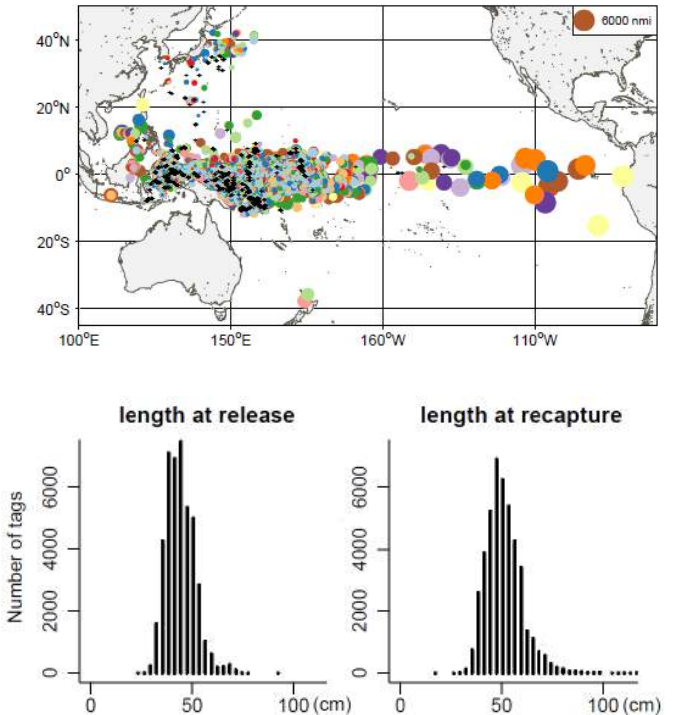 6000 nmi
40°N
20°N
0°
20°S
40°S
100°E 150°E 160°W 110°W
length at release length at recapture
Number of tags
0 2000 4000 6000
0 2000 4000 6000
0 50 100 (cm) 0 50 100 (cm)